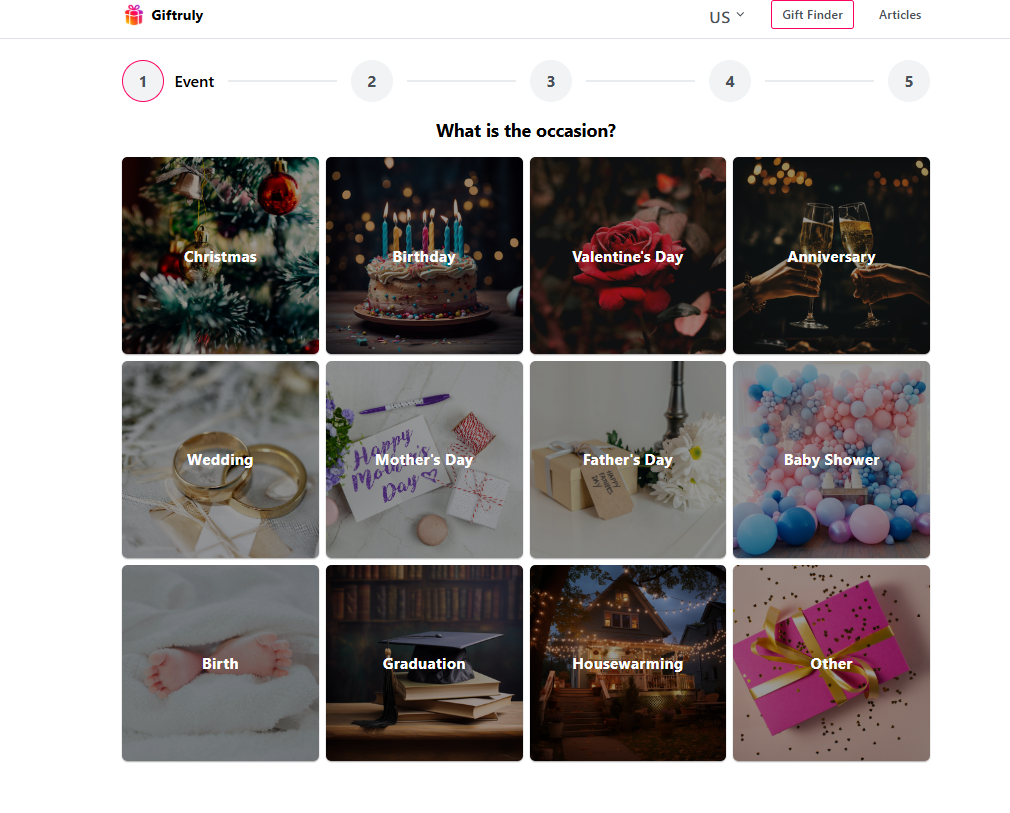 Giftruly
US
Gift Finder
Articles
1
Event
2
3
4
5
What is the occasion?
Christmas
Birthday
Valentine's Day
Anniversary
Wedding
Happy
Mother's
Day
Mother's Day
Father's Day
HAPPY
Baby Shower
Birth
Graduation
Housewarming
Other